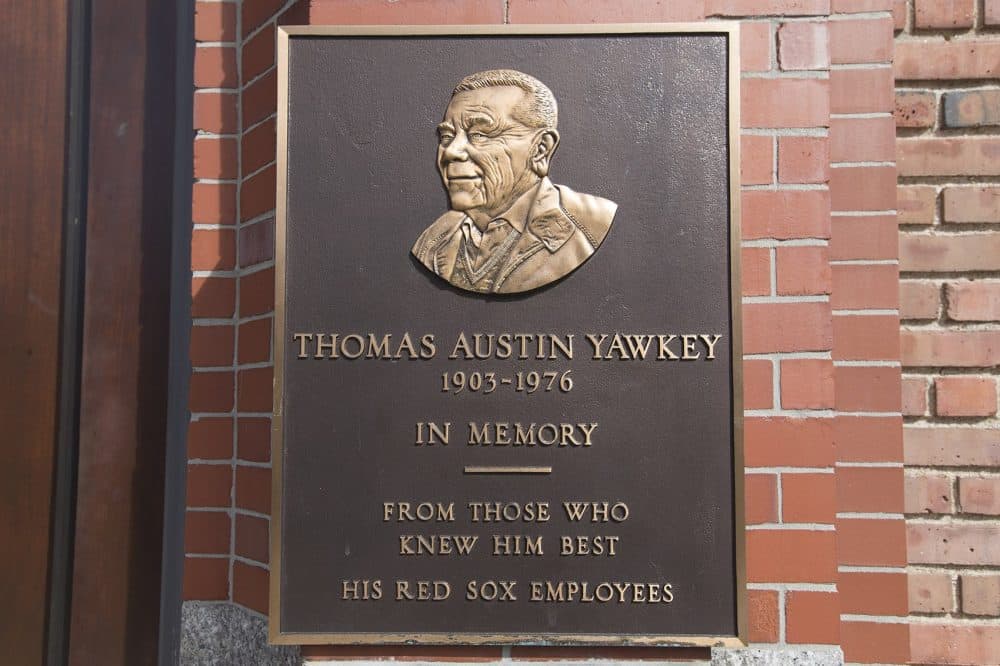 THOMAS AUSTIN YAWKEY
1903-1976
IN MEMORY
FROM THOSE WHO
KNEW HIM BEST
HIS RED SOX EMPLOYEES